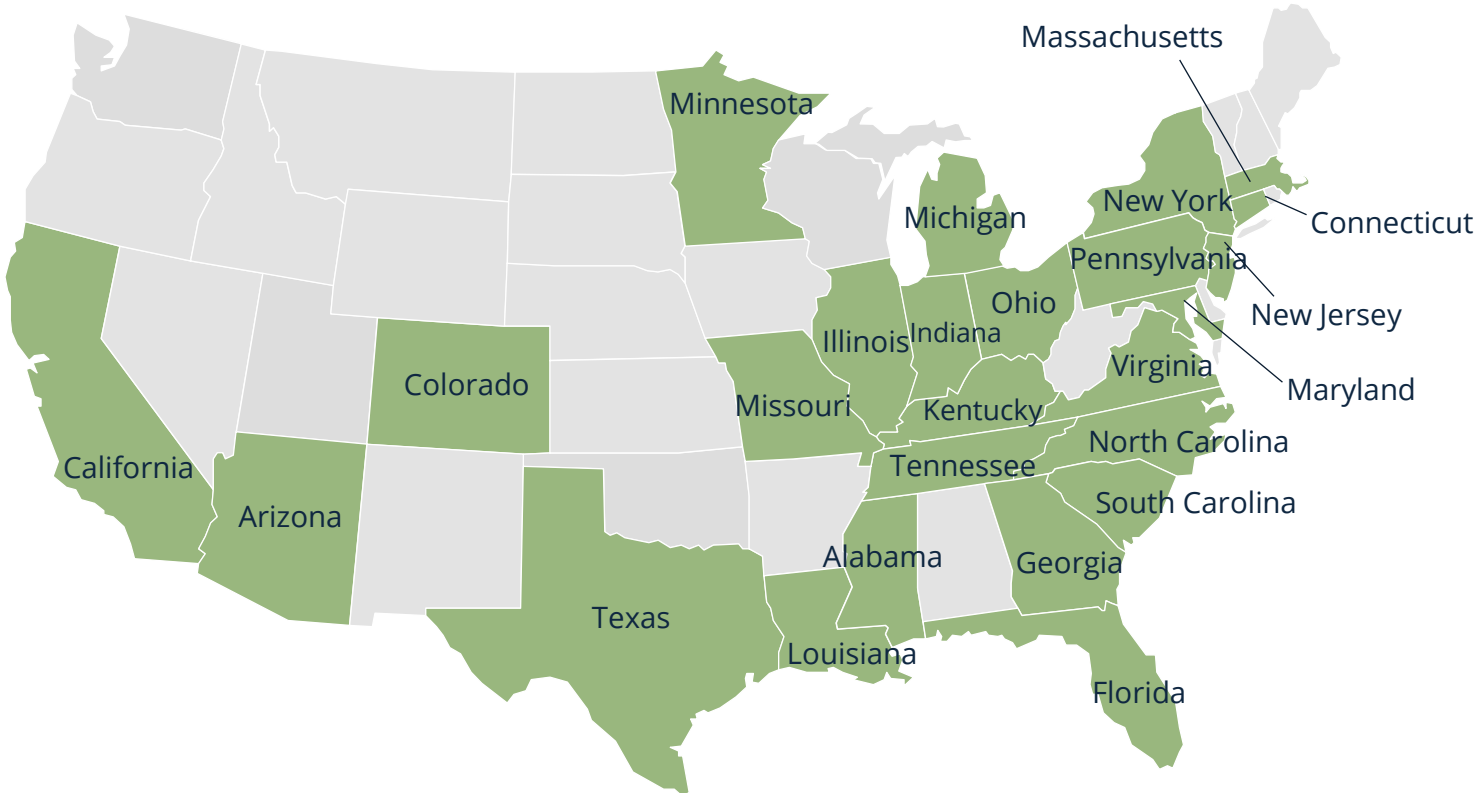 Massachusetts
Minnesota
New York
Michigan
Connecticut
Pennsylvania
Ohio
New Jersey
Indiana
Illinois
Virginia
Colorado
Maryland
Missouri
Kentucky
North Carolina
California
Tennessee
South Carolina
Arizona
Alabama
Georgia
Texas
Louisiana
Florida